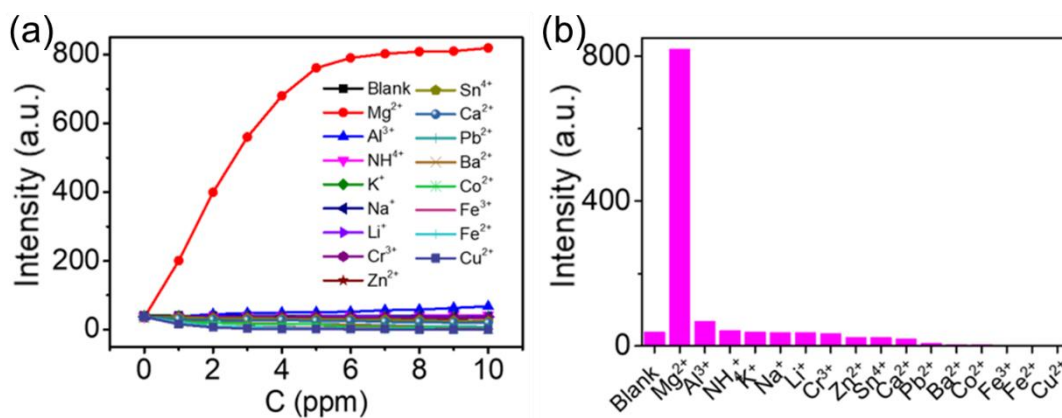 (a)
Intensity (a.u.)
800
600
400
200
0
Blank
Mg²⁺
Al³⁺
NH⁴⁺
K⁺
Na⁺
Li⁺
Cr³⁺
Zn²⁺
Sn⁴⁺
Ca²⁺
Pb²⁺
Ba²⁺
Co²⁺
Fe³⁺
Fe²⁺
Cu²⁺
0 2 4 6 8 10
C (ppm)
(b)
Intensity (a.u.)
800
400
0
Blank Mg²⁺ Al³⁺ NH₄⁺ K⁺ Na⁺ Li⁺ Cr³⁺ Zn²⁺ Sn⁴⁺ Ca²⁺ Pb²⁺ Ba²⁺ Co²⁺ Fe³⁺ Fe²⁺ Cu²⁺